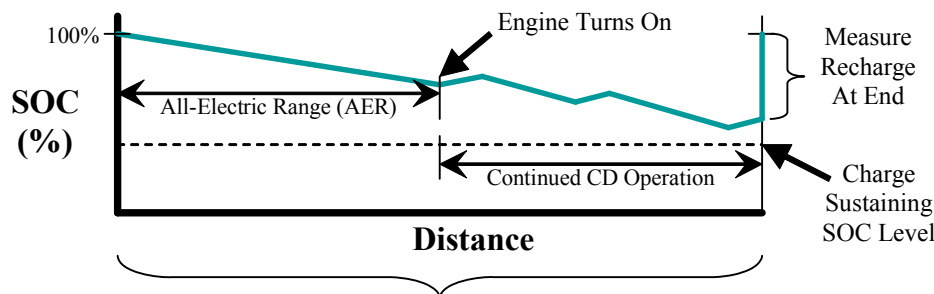 Engine Turns On
100%
Measure
Recharge
At End
SOC
(%)
All-Electric Range (AER)
Continued CD Operation
Charge
Sustaining
SOC Level
Distance